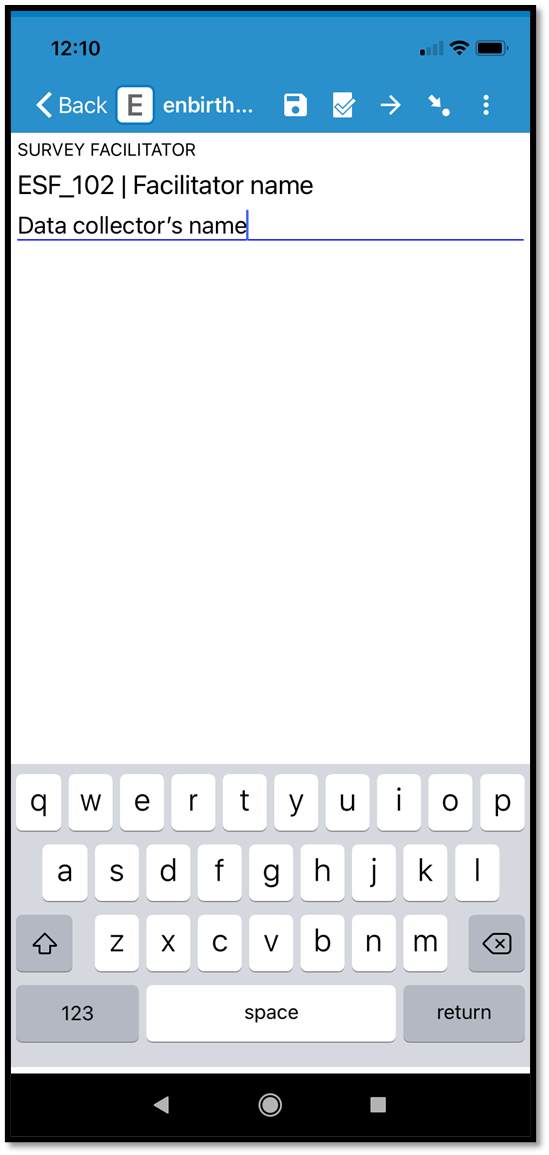 12:10
Back E enbirth...
SURVEY FACILITATOR
ESF_102 | Facilitator name
Data collector’s name
q w e r t y u i o p
a s d f g h j k l
z x c v b n m
123 space return